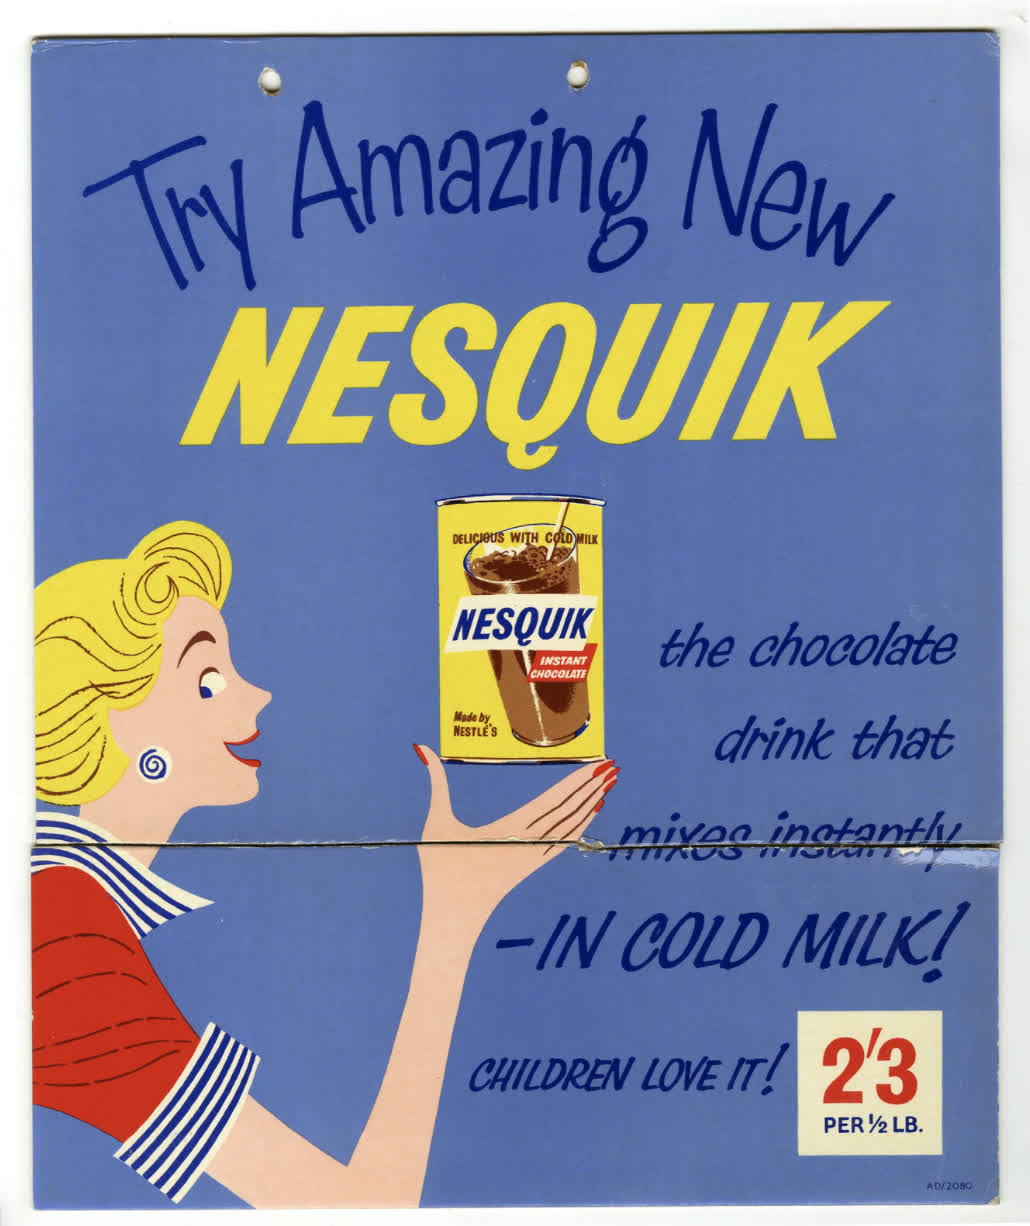 Try Amazing New
NESQUIK
DELICIOUS WITH COLD MILK
NESQUIK
INSTANT
CHOCOLATE
Made by
NESTLÉ'S
the chocolate
drink that
mixes instantly
–IN COLD MILK!
CHILDREN LOVE IT!
2'3
PER ½ LB.
AD/2080